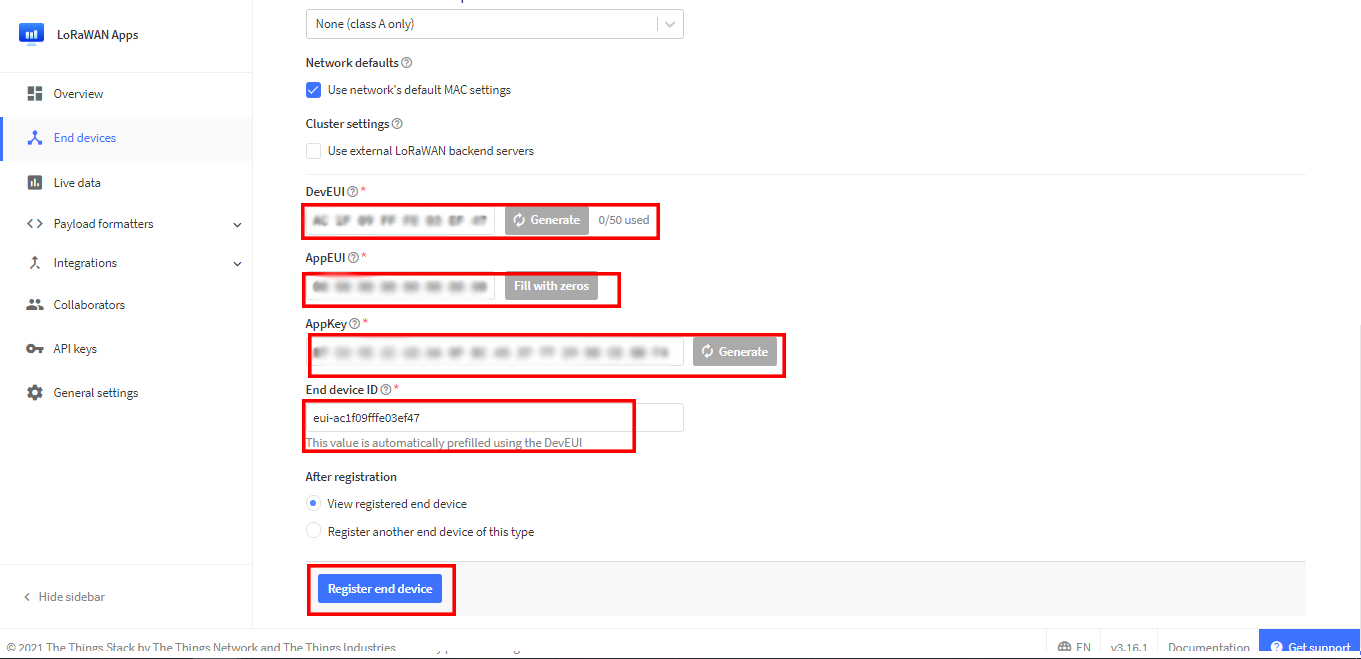 LoRaWAN Apps
Overview
End devices
Live data
Payload formatters
Integrations
Collaborators
API keys
General settings
Hide sidebar
None (class A only)
Network defaults
Use network's default MAC settings
Cluster settings
Use external LoRaWAN backend servers
DevEUI *
Generate 0/50 used
AppEUI *
Fill with zeros
AppKey *
Generate
End device ID *
eui-ac1f09fffe03ef47
This value is automatically prefilled using the DevEUI
After registration
View registered end device
Register another end device of this type
Register end device
© 2021 The Things Stack by The Things Network and The Things Industries
EN v3.16.1 Documentation Get support